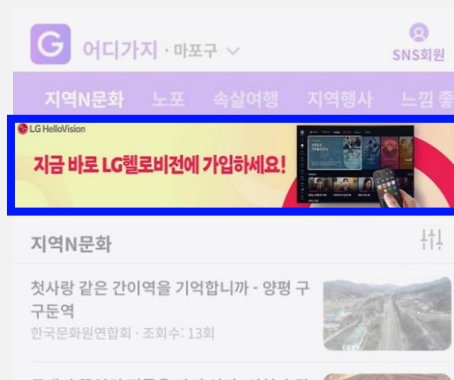 G 어디가지 · 마포구
SNS회원
지역N문화 노포 속살여행 지역행사 느낌 좋
LG HelloVision
지금 바로 LG헬로비전에 가입하세요!
지역N문화
첫사랑 같은 간이역을 기억합니까 - 양평 구
구둔역
한국문화원연합회 · 조회수: 13회